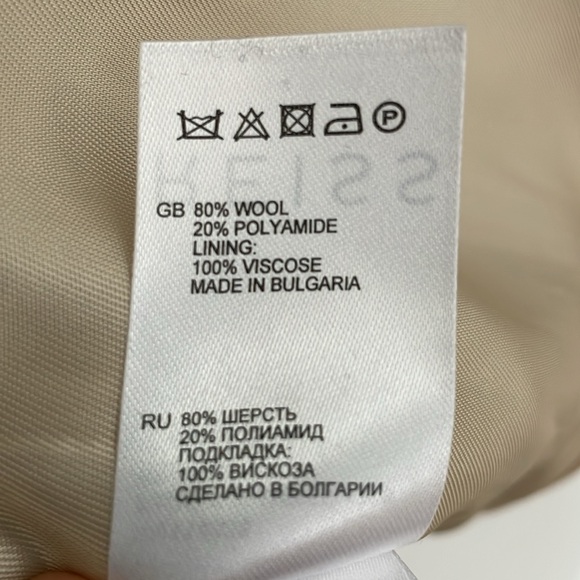 P
REISS
GB 80% WOOL
20% POLYAMIDE
LINING:
100% VISCOSE
MADE IN BULGARIA
RU 80% ШЕРСТЬ
20% ПОЛИАМИД
ПОДКЛАДКА:
100% ВИСКОЗА
СДЕЛАНО В БОЛГАРИИ